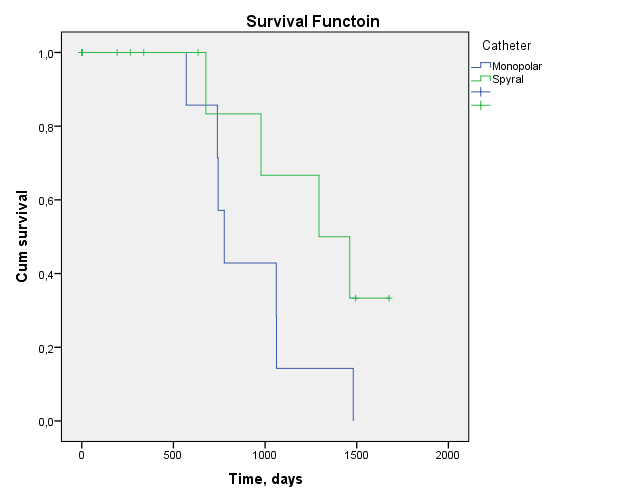 Survival Functoin
Catheter
Monopolar
Spyral
Cum survival
1,0
0,8
0,6
0,4
0,2
0,0
0 500 1000 1500 2000
Time, days